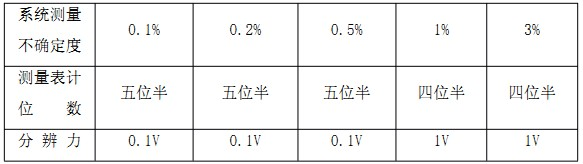 系统测量
不确定度 0.1% 0.2% 0.5% 1% 3%
测量表计
位数 五位半 五位半 五位半 四位半 四位半
分辨力 0.1V 0.1V 0.1V 1V 1V